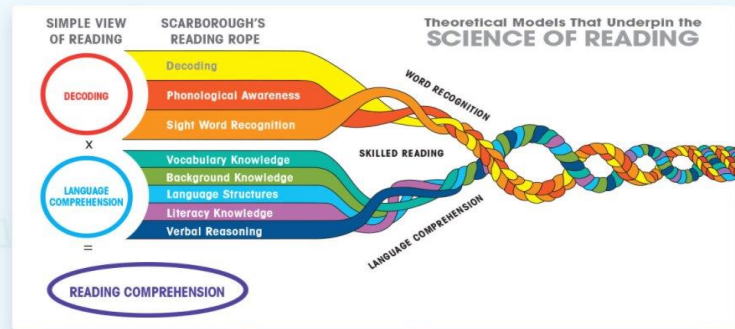 SIMPLE VIEW
OF READING
SCARBOROUGH'S
READING ROPE
Theoretical Models That Underpin the
SCIENCE OF READING
DECODING
x
LANGUAGE
COMPREHENSION
=
READING COMPREHENSION
Decoding
Phonological Awareness
Sight Word Recognition
Vocabulary Knowledge
Background Knowledge
Language Structures
Literacy Knowledge
Verbal Reasoning
WORD RECOGNITION
SKILLED READING
LANGUAGE COMPREHENSION